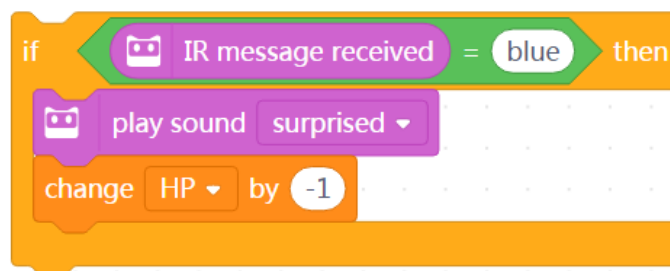 if IR message received = blue then
play sound surprised
change HP by -1